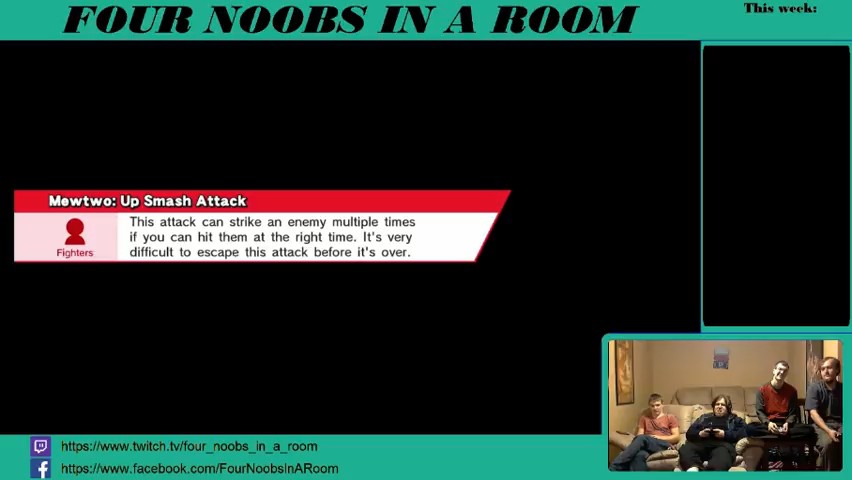 FOUR NOOBS IN A ROOM
This week:
Mewtwo: Up Smash Attack
This attack can strike an enemy multiple times
if you can hit them at the right time. It's very
difficult to escape this attack before it's over.
Fighters
https://www.twitch.tv/four_noobs_in_a_room
https://www.facebook.com/FourNoobsInARoom